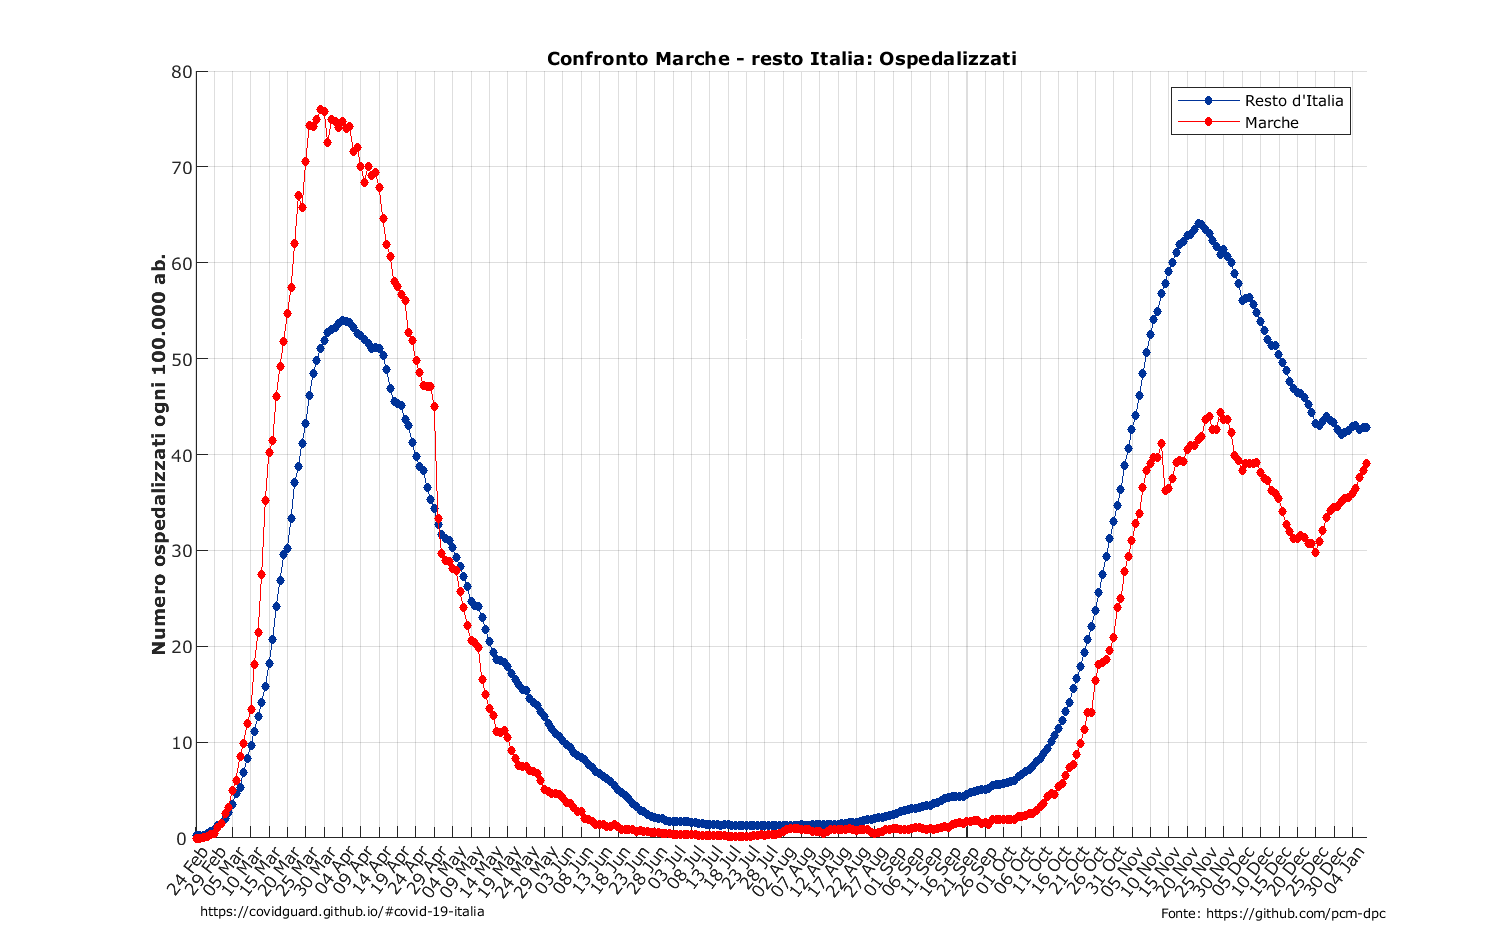 Confronto Marche - resto Italia: Ospedalizzati
Resto d'Italia
Marche
Numero ospedalizzati ogni 100.000 ab.
80
70
60
50
40
30
20
10
0
24 Feb
29 Feb
05 Mar
10 Mar
15 Mar
20 Mar
25 Mar
30 Mar
04 Apr
09 Apr
14 Apr
19 Apr
24 Apr
29 Apr
04 May
09 May
14 May
19 May
24 May
29 May
03 Jun
08 Jun
13 Jun
18 Jun
23 Jun
28 Jun
03 Jul
08 Jul
13 Jul
18 Jul
23 Jul
28 Jul
02 Aug
07 Aug
12 Aug
17 Aug
22 Aug
27 Aug
01 Sep
06 Sep
11 Sep
16 Sep
21 Sep
26 Sep
01 Oct
06 Oct
11 Oct
16 Oct
21 Oct
26 Oct
31 Oct
05 Nov
10 Nov
15 Nov
20 Nov
25 Nov
30 Nov
05 Dec
10 Dec
15 Dec
20 Dec
25 Dec
30 Dec
04 Jan
https://covidguard.github.io/#covid-19-italia
Fonte: https://github.com/pcm-dpc